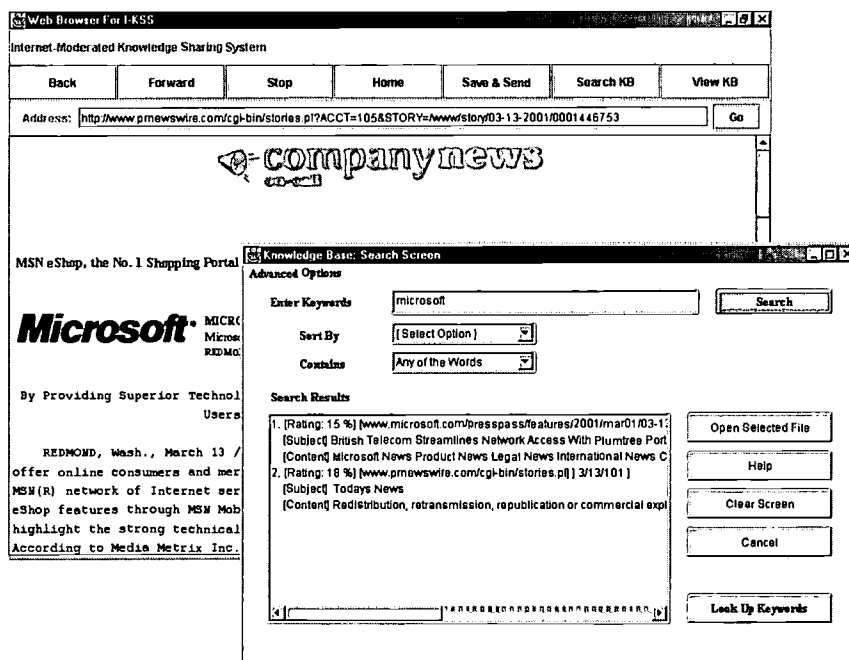 Web Browser For I-KSS
Internet-Moderated Knowledge Sharing System
Back Forward Stop Home Save & Send Search KB View KB
Address: http://www.prnewswire.com/cgi-bin/stories.pl?ACCT=105&STORY=/www/story/03-13-2001/0001446753 Go
companynews
on-call
MSN eShop, the No. 1 Shopping Portal
Microsoft
MICR
Micros
REDMO
By Providing Superior Technol
Users
REDMOND, Wash., March 13 /
offer online consumers and mer
MSN(R) network of Internet ser
eShop features through MSN Mob
highlight the strong technical
According to Media Metrix Inc.
Knowledge Base: Search Screen
Advanced Options
Enter Keywords microsoft Search
Sort By [Select Option]
Contains Any of the Words
Search Results
1. [Rating: 15 %] [www.microsoft.com/presspass/features/2001/mar01/03-1
[Subject] British Telecom Streamlines Network Access With Plumtree Port
[Content] Microsoft News Product News Legal News International News C
2. [Rating: 18 %] [www.prnewswire.com/cgi-bin/stories.pl] ] 3/13/101 ]
[Subject] Todays News
[Content] Redistribution, retransmission, republication or commercial expl
Open Selected File
Help
Clear Screen
Cancel
Look Up Keywords